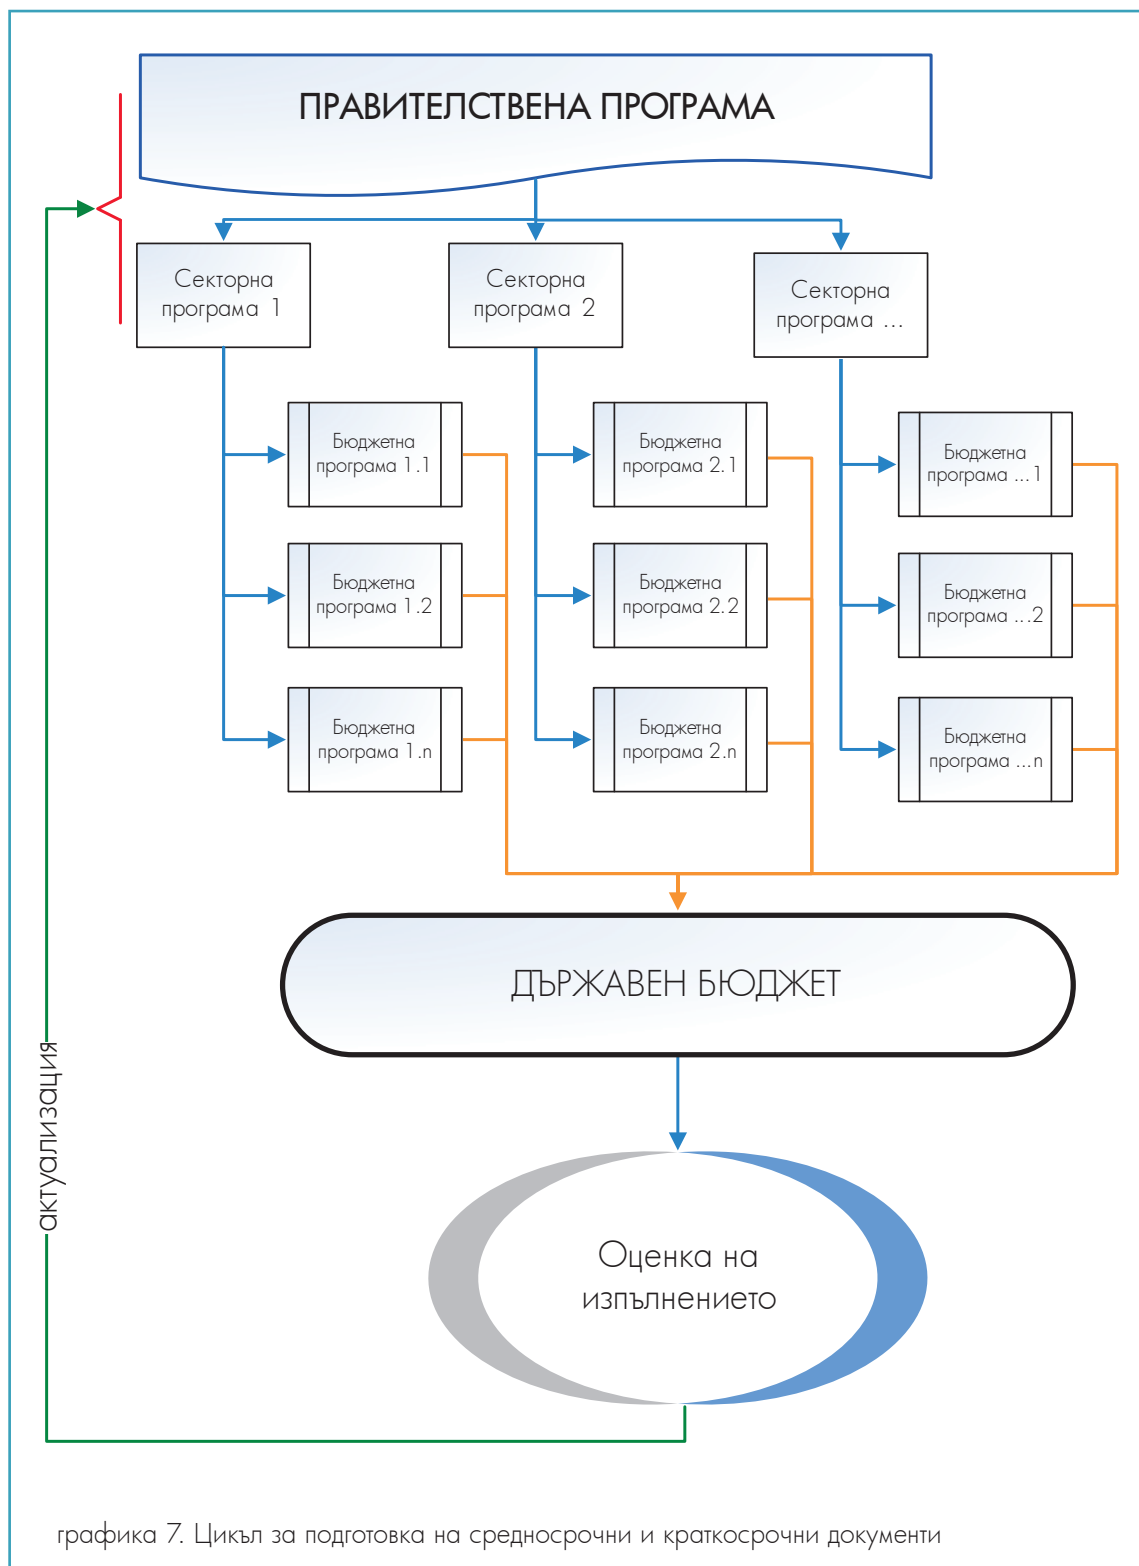 ПРАВИТЕЛСТВЕНА ПРОГРАМА
Секторна
програма 1
Секторна
програма 2
Секторна
програма ...
Бюджетна
програма 1.1
Бюджетна
програма 2.1
Бюджетна
програма ...1
Бюджетна
програма 1.2
Бюджетна
програма 2.2
Бюджетна
програма ...2
Бюджетна
програма 1.n
Бюджетна
програма 2.n
Бюджетна
програма ...n
ДЪРЖАВЕН БЮДЖЕТ
актуализация
Оценка на
изпълнението
графика 7. Цикъл за подготовка на средносрочни и краткосрочни документи